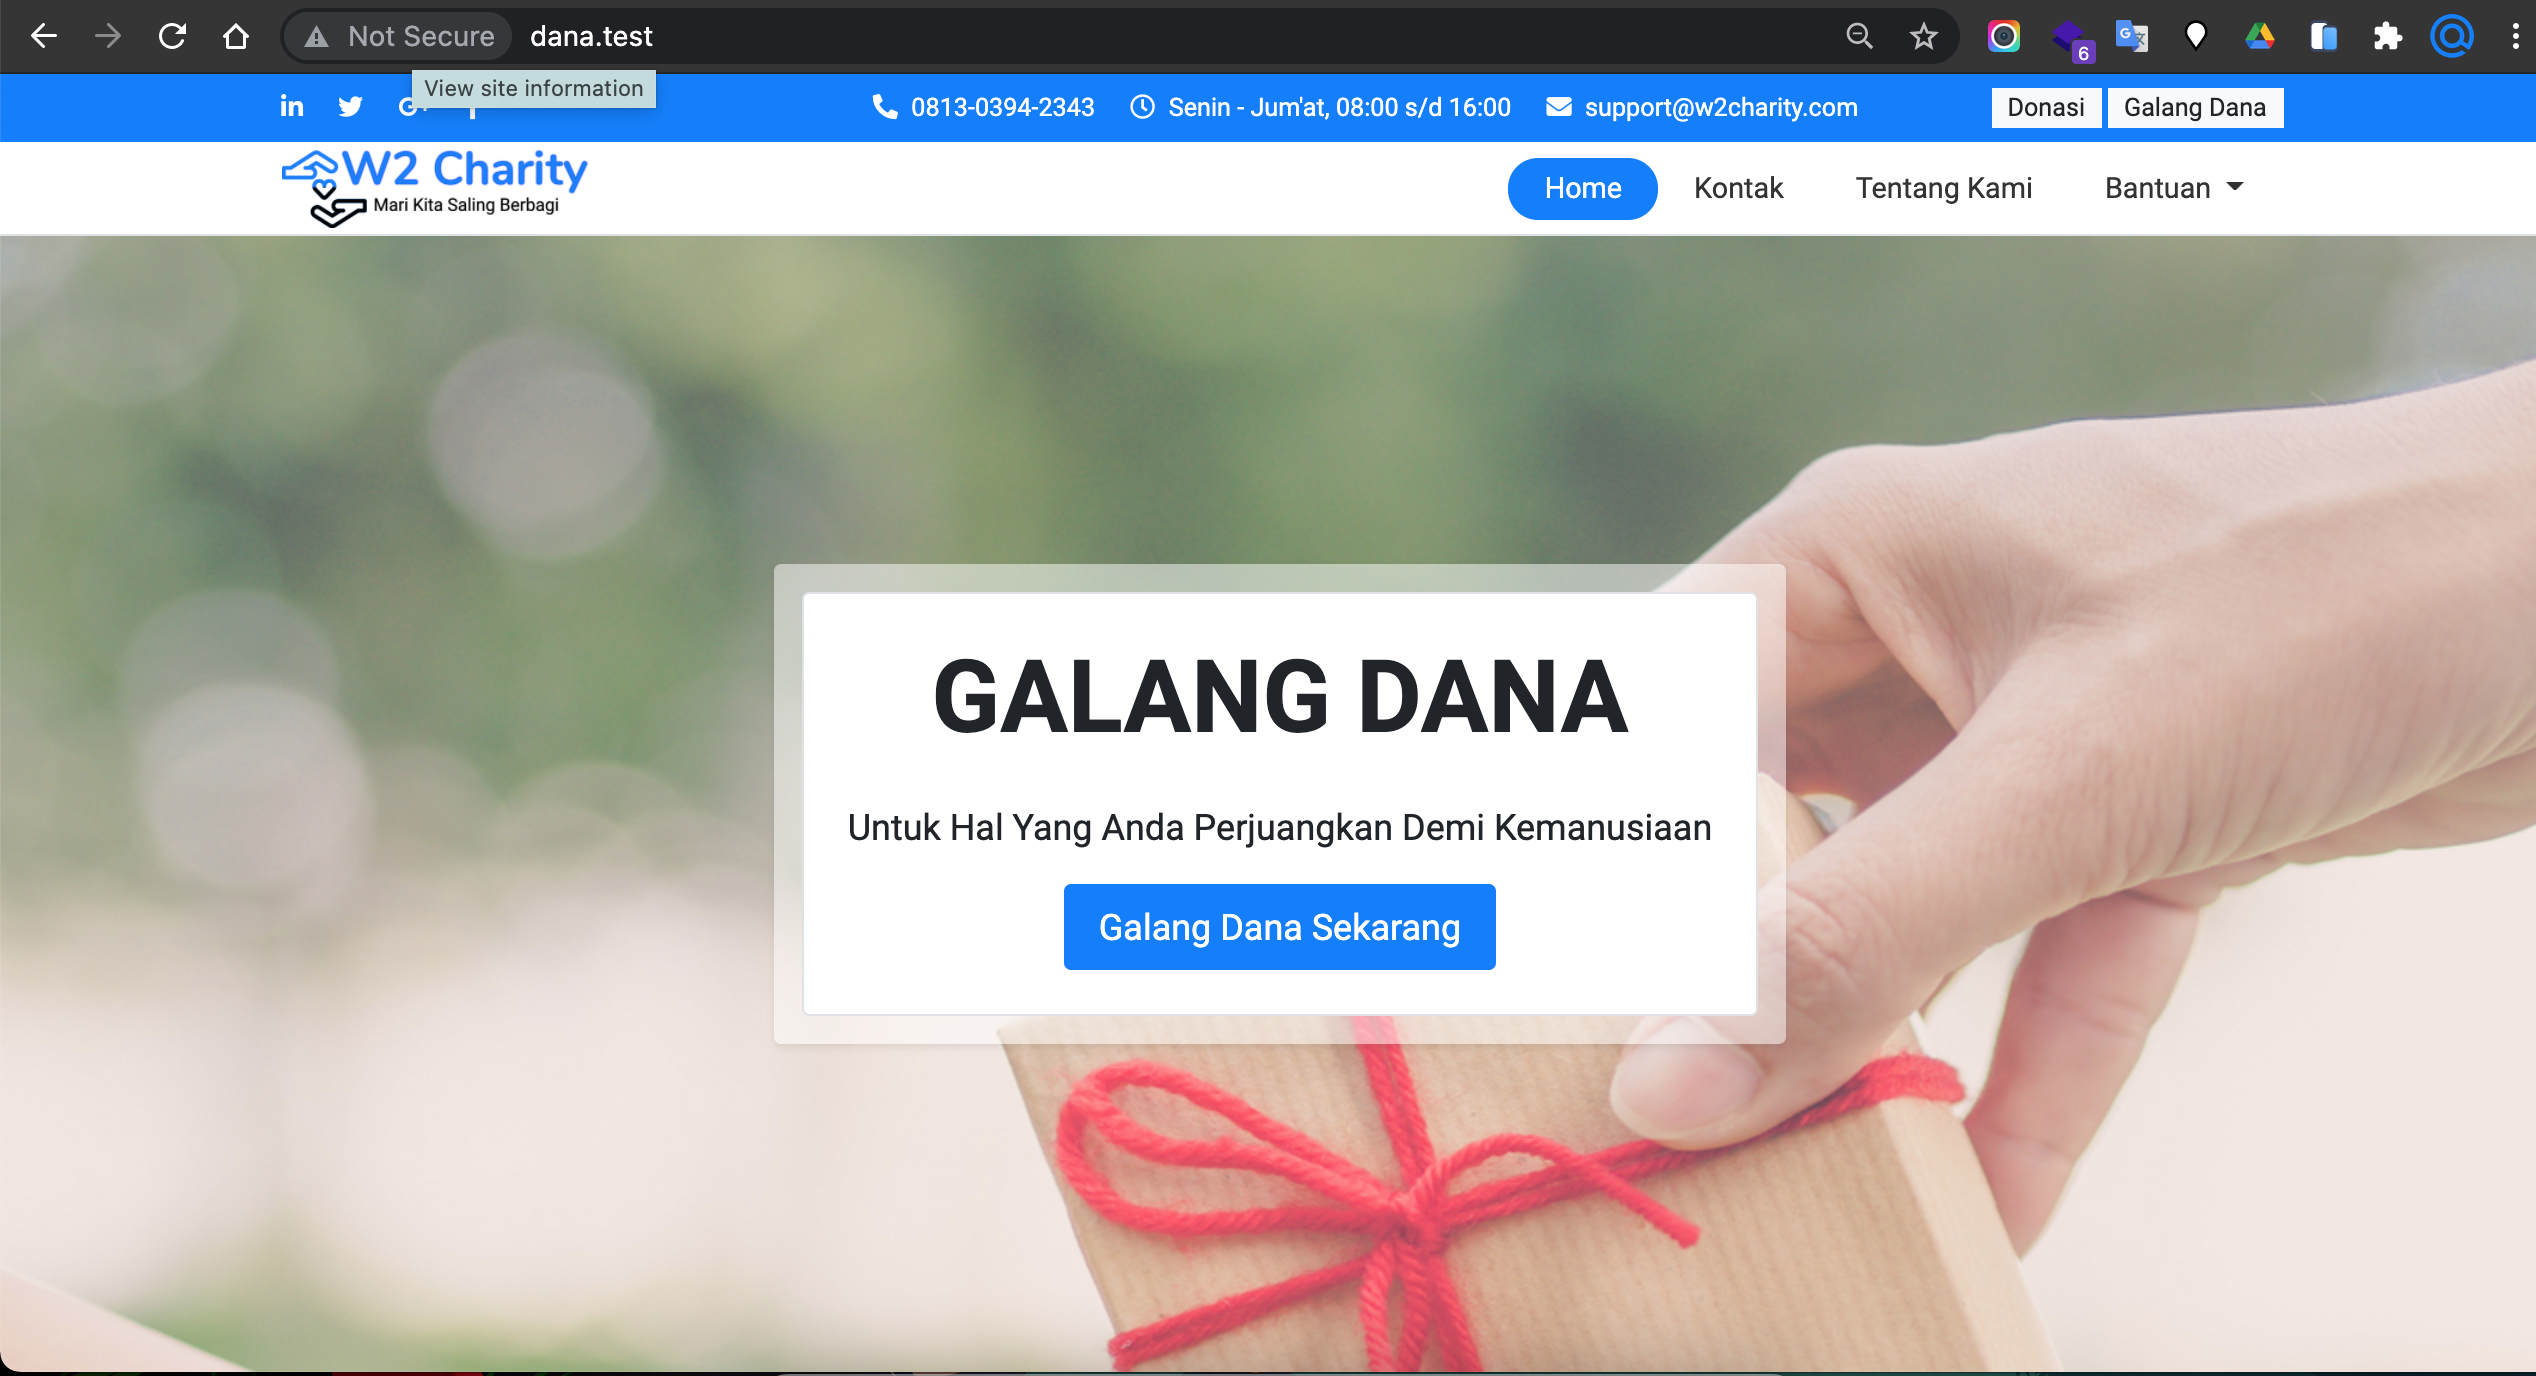 Not Secure
dana.test
6
View site information
0813-0394-2343
Senin - Jum'at, 08:00 s/d 16:00
support@w2charity.com
Donasi
Galang Dana
W2 Charity
Mari Kita Saling Berbagi
Home
Kontak
Tentang Kami
Bantuan
GALANG DANA
Untuk Hal Yang Anda Perjuangkan Demi Kemanusiaan
Galang Dana Sekarang